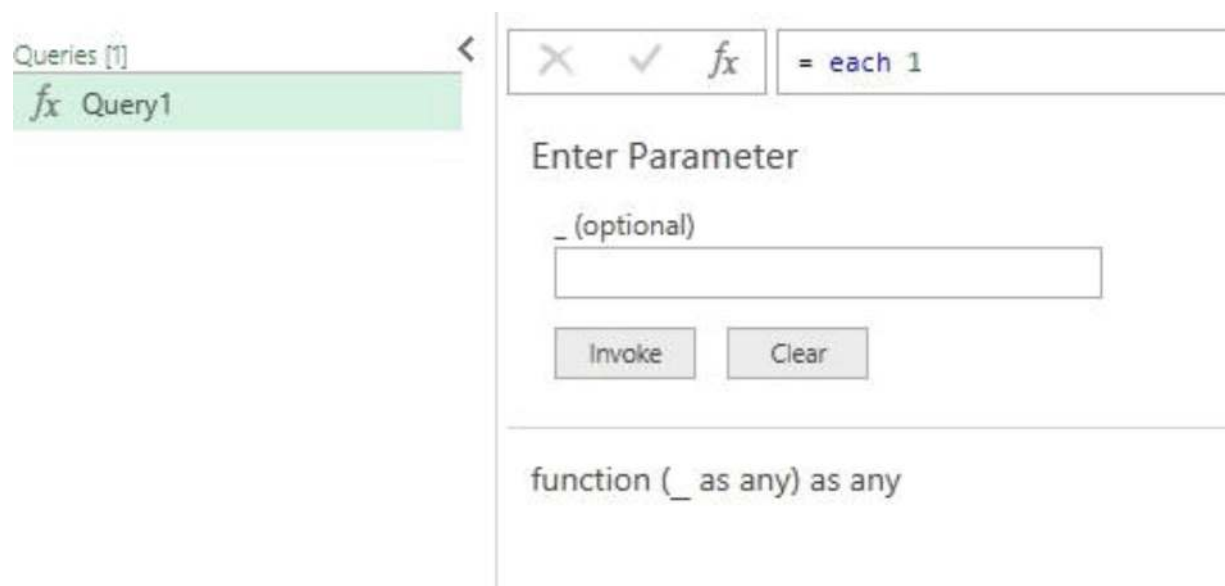 Queries [1]
fx Query1
fx
= each 1
Enter Parameter
_ (optional)
Invoke
Clear
function (_ as any) as any